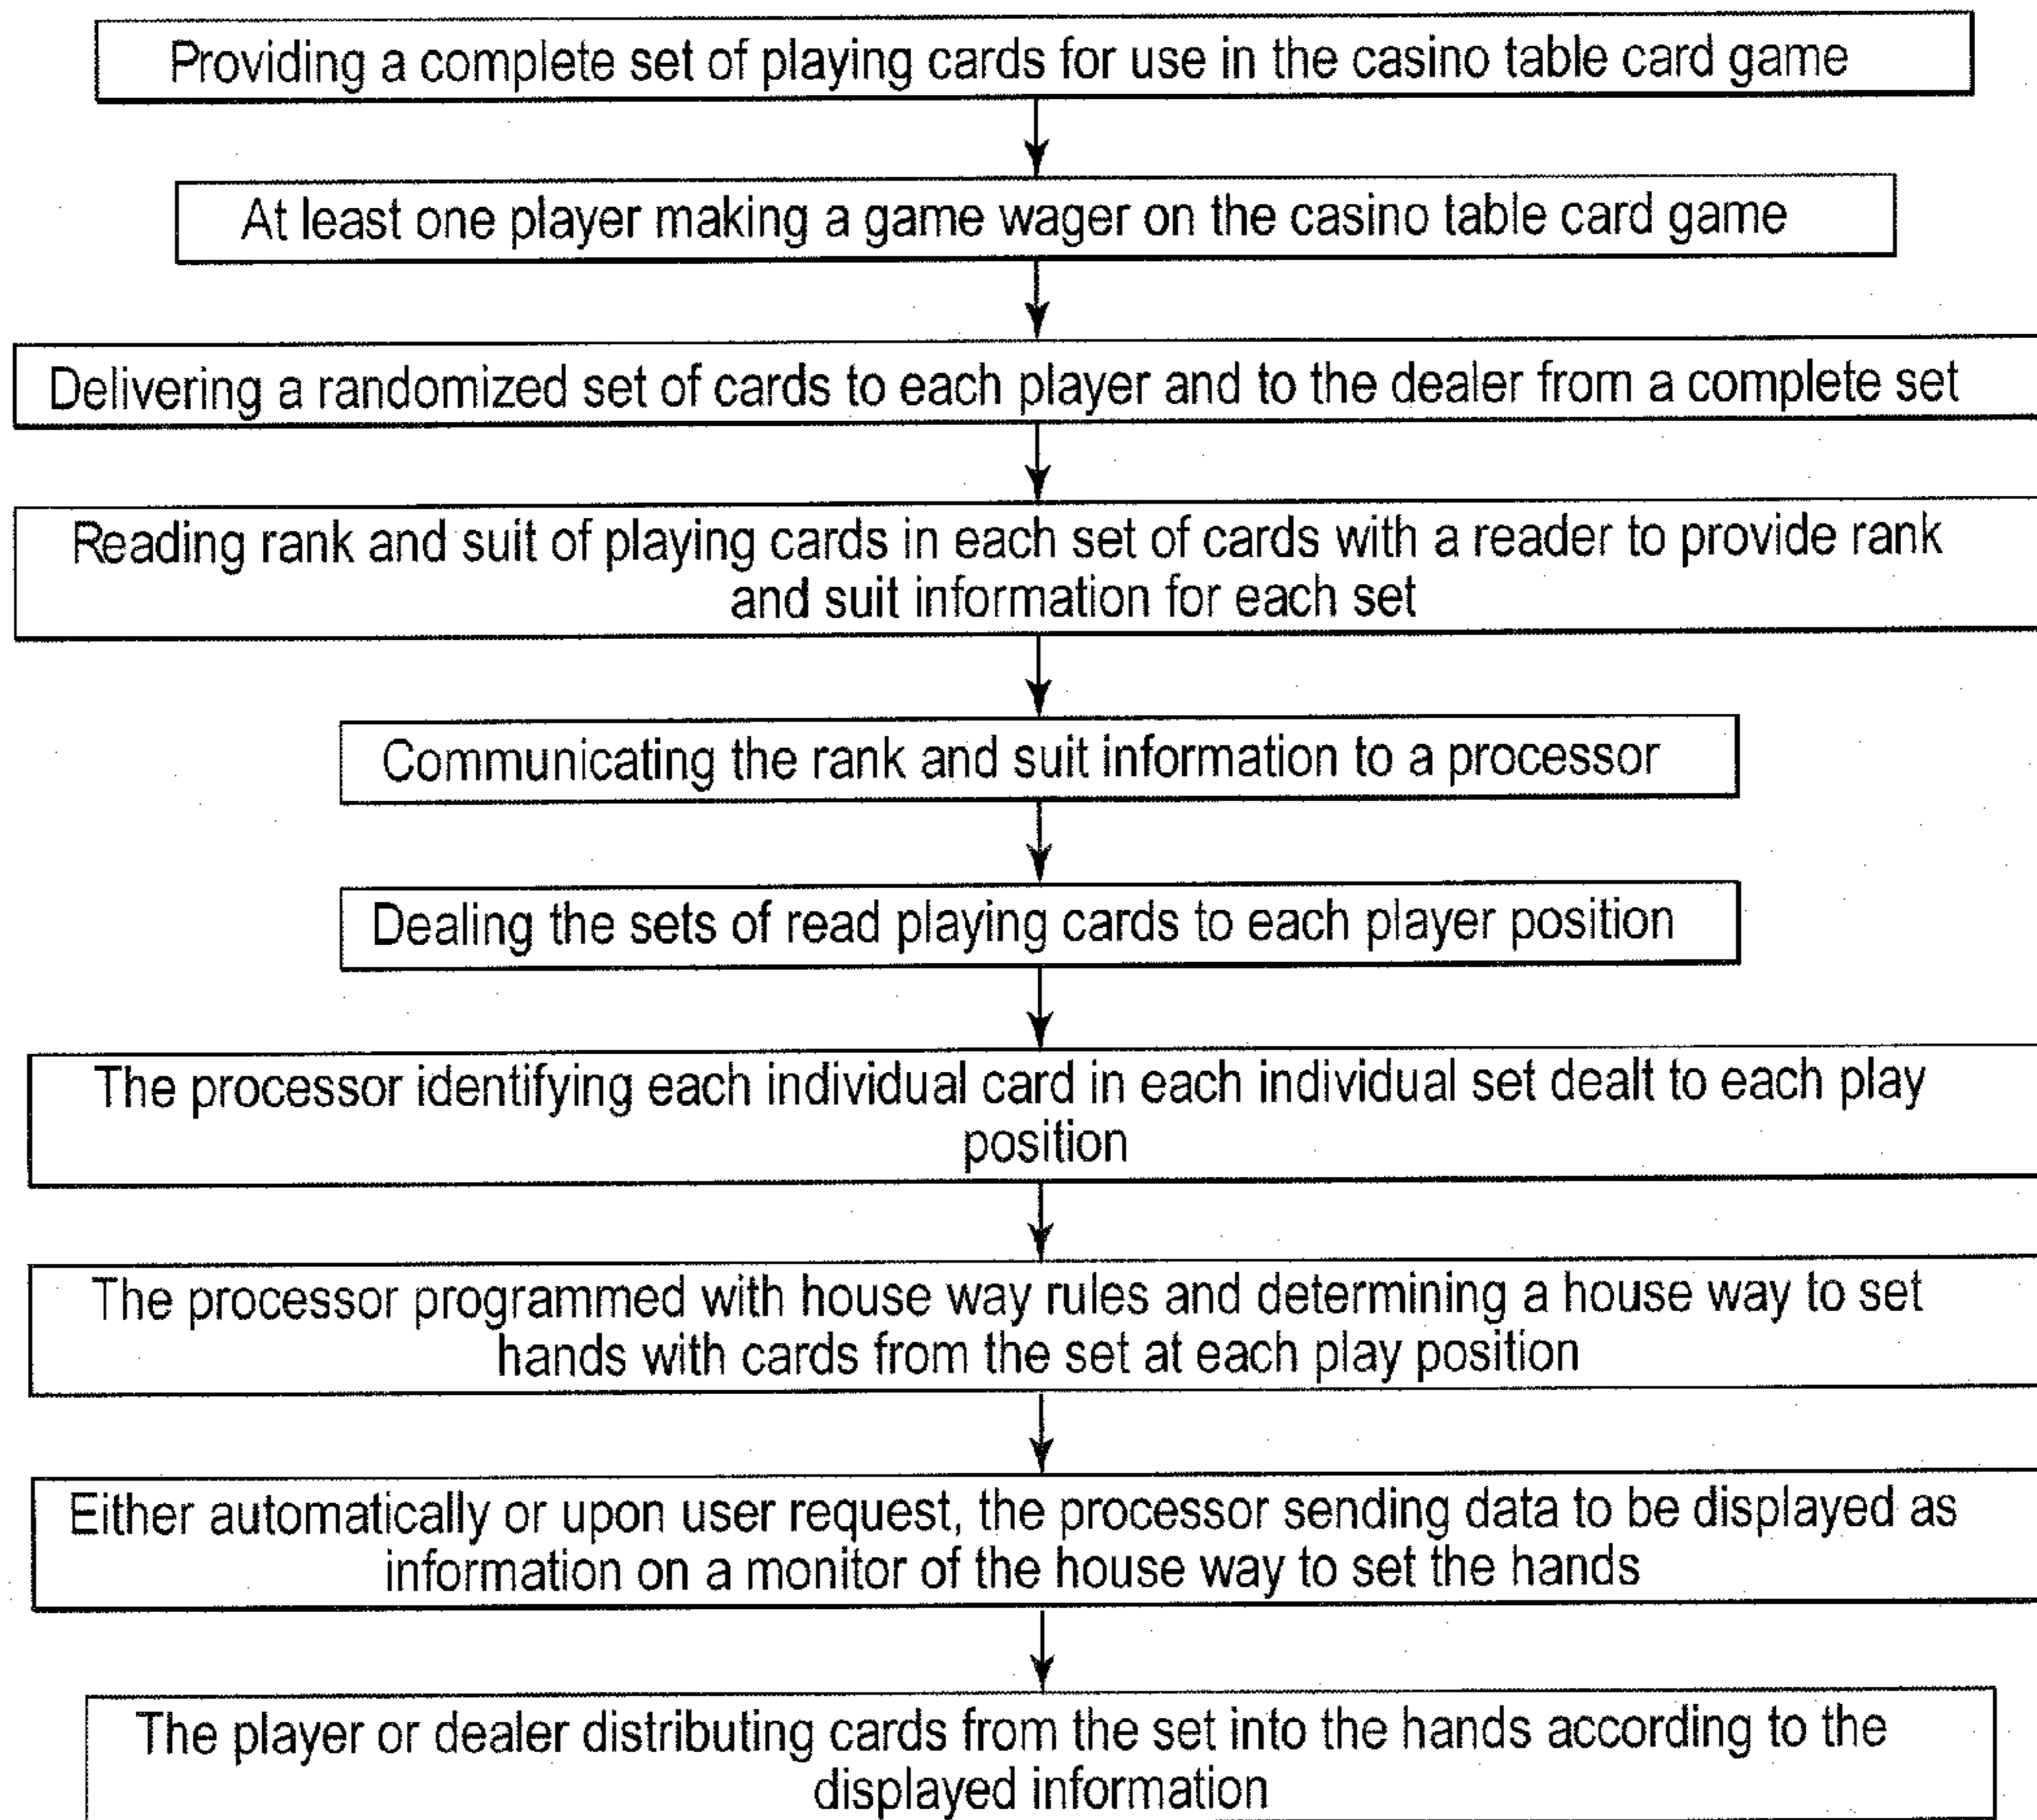 Providing a complete set of playing cards for use in the casino table card game
At least one player making a game wager on the casino table card game
Delivering a randomized set of cards to each player and to the dealer from a complete set
Reading rank and suit of playing cards in each set of cards with a reader to provide rank
and suit information for each set
Communicating the rank and suit information to a processor
Dealing the sets of read playing cards to each player position
The processor identifying each individual card in each individual set dealt to each play
position
The processor programmed with house way rules and determining a house way to set
hands with cards from the set at each play position
Either automatically or upon user request, the processor sending data to be displayed as
information on a monitor of the house way to set the hands
The player or dealer distributing cards from the set into the hands according to the
displayed information